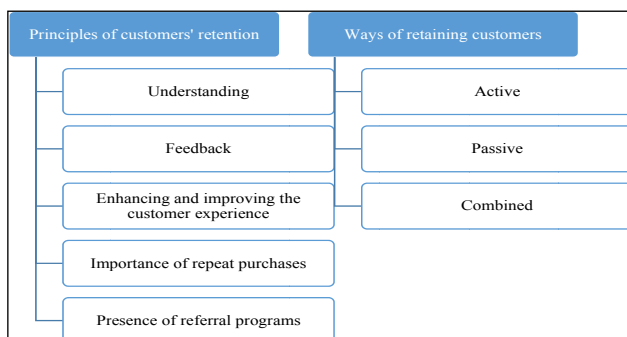 Principles of customers' retention
Understanding
Feedback
Enhancing and improving the
customer experience
Importance of repeat purchases
Presence of referral programs
Ways of retaining customers
Active
Passive
Combined